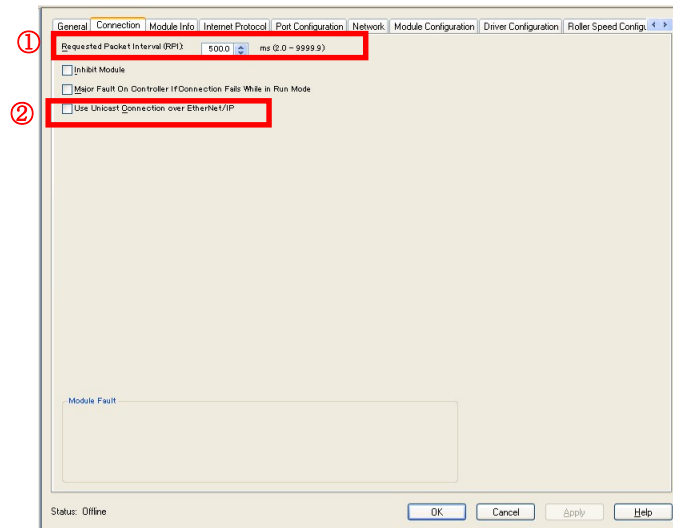 General Connection Module Info Internet Protocol Port Configuration Network Module Configuration Driver Configuration Roller Speed Configu
①
Requested Packet Interval (RPI): 500.0 ms (2.0 - 9999.9)
Inhibit Module
Major Fault On Controller If Connection Fails While in Run Mode
②
Use Unicast Connection over EtherNet/IP
Module Fault
Status: Offline OK Cancel Apply Help